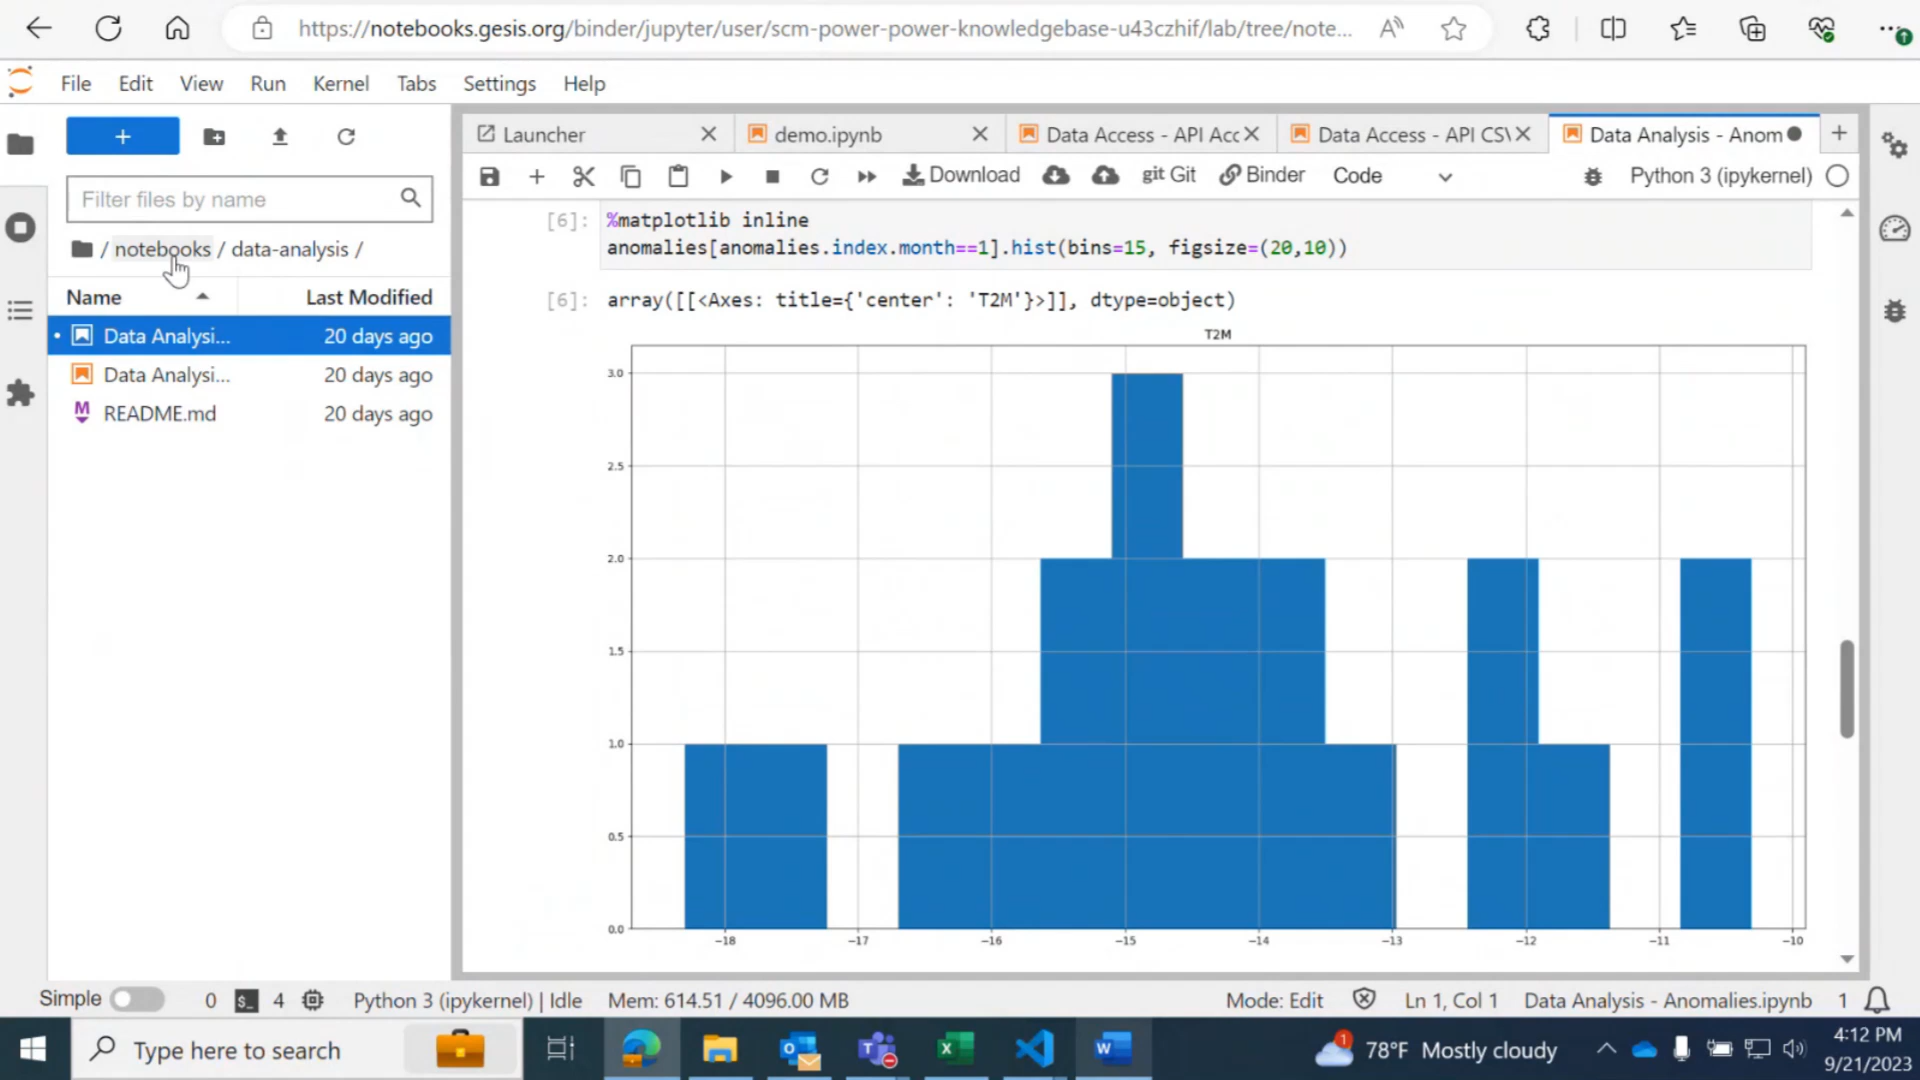 https://notebooks.gesis.org/binder/jupyter/user/scm-power-power-knowledgebase-u43czhif/lab/tree/note...
File Edit View Run Kernel Tabs Settings Help
Launcher
demo.ipynb
Data Access - API Acc
Data Access - API CSV
Data Analysis - Anom
Download
git Git
Binder
Code
Python 3 (ipykernel)
Filter files by name
/ notebooks / data-analysis /
Name Last Modified
Data Analysi... 20 days ago
Data Analysi... 20 days ago
README.md 20 days ago
[6]: %matplotlib inline
anomalies[anomalies.index.month==1].hist(bins=15, figsize=(20,10))
[6]: array([[<Axes: title={'center': 'T2M'}>]], dtype=object)
T2M
3.0
2.5
2.0
1.5
1.0
0.5
0.0
−18 −17 −16 −15 −14 −13 −12 −11 −10
Simple 0 $_ 4 Python 3 (ipykernel) | Idle Mem: 614.51 / 4096.00 MB Mode: Edit Ln 1, Col 1 Data Analysis - Anomalies.ipynb 1
Type here to search
1
78°F Mostly cloudy
4:12 PM
9/21/2023